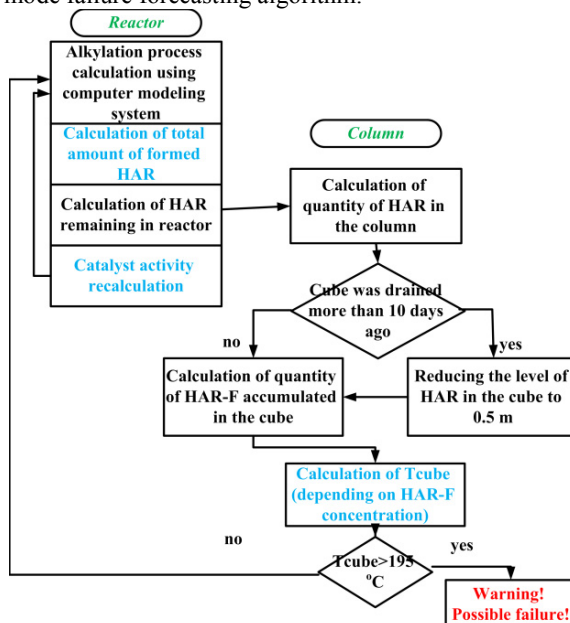 mode failure forecasting algorithm.
Reactor
Alkylation process
calculation using
computer modeling
system
Calculation of total
amount of formed
HAR
Calculation of HAR
remaining in reactor
Catalyst activity
recalculation
Column
Calculation of
quantity of HAR in
the column
Cube was drained
more than 10 days
ago
no
yes
Calculation of quantity
of HAR-F accumulated
in the cube
Reducing the level of
HAR in the cube to
0.5 m
Calculation of Tcube
(depending on HAR-F
concentration)
no
yes
Tcube>195
ºC
Warning!
Possible failure!